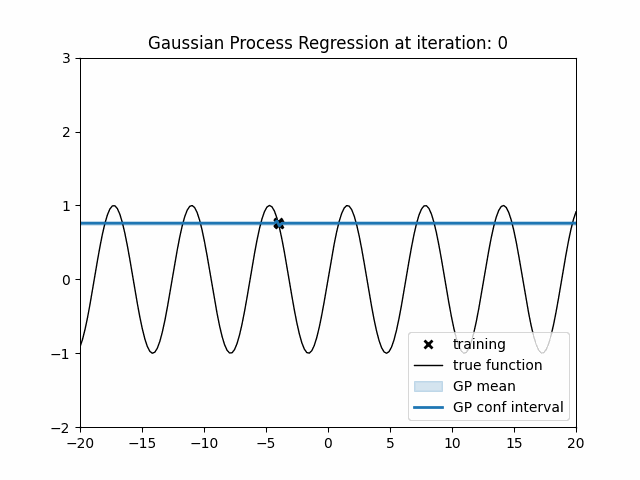 Gaussian Process Regression at iteration: 0
3
2
1
0
−1
−2
training
true function
GP mean
GP conf interval
−20 −15 −10 −5 0 5 10 15 20